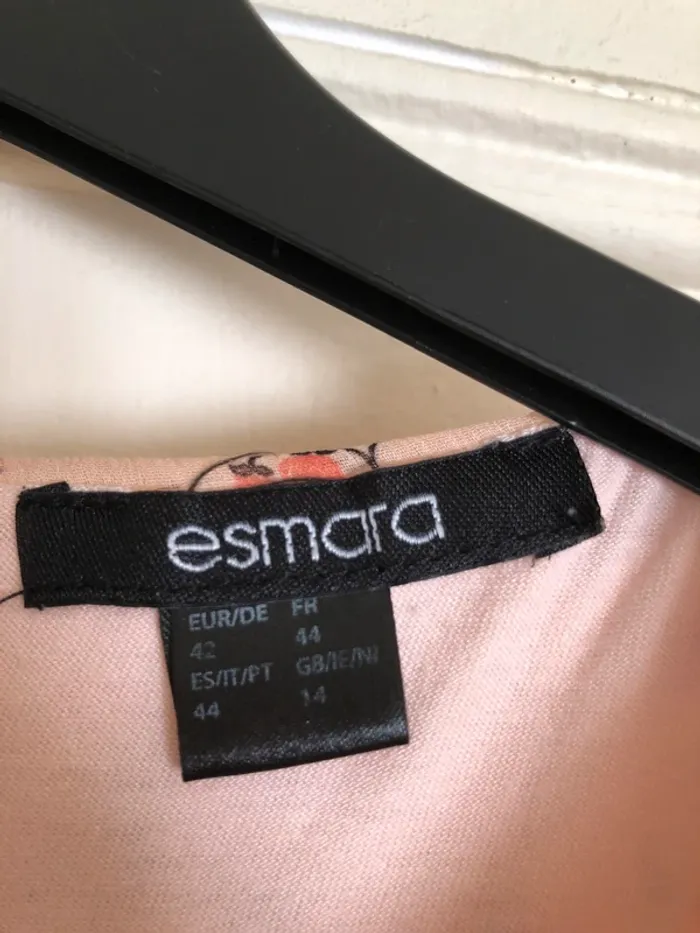 esmara
EUR/DE FR
42 44
ES/IT/PT GB/IE/NI
44 14